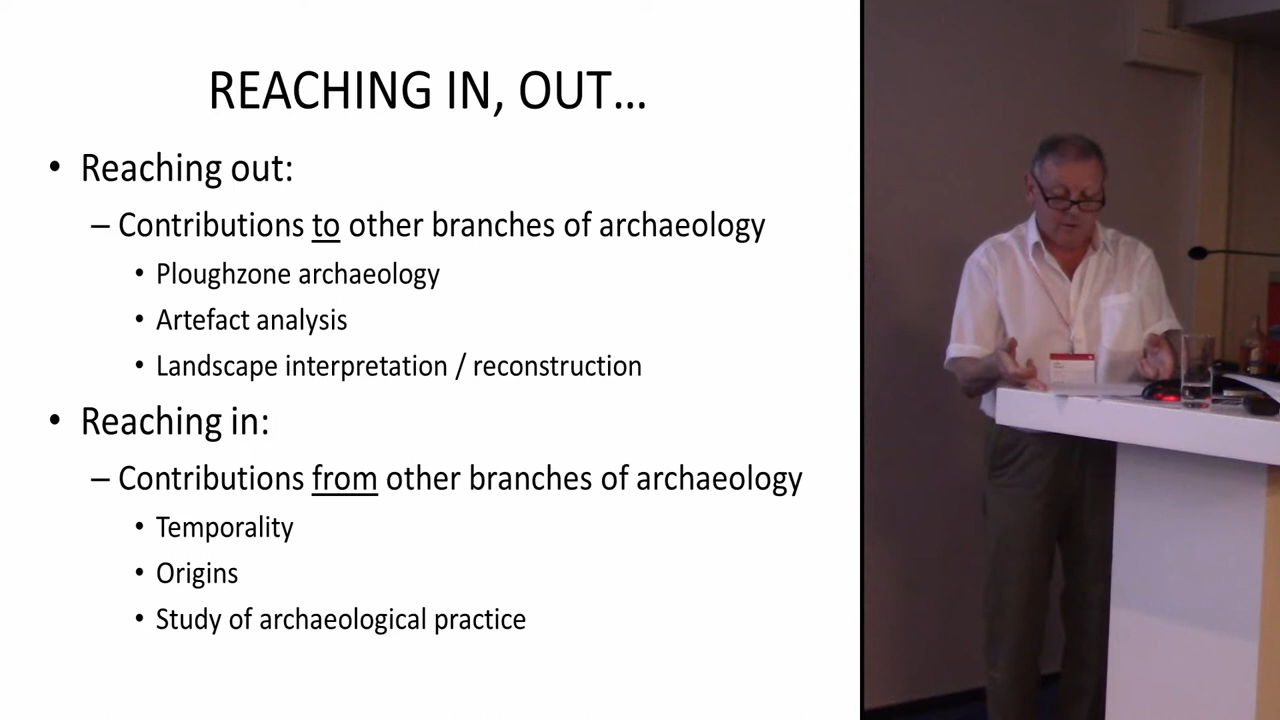 REACHING IN, OUT…
• Reaching out:
– Contributions to other branches of archaeology
• Ploughzone archaeology
• Artefact analysis
• Landscape interpretation / reconstruction
• Reaching in:
– Contributions from other branches of archaeology
• Temporality
• Origins
• Study of archaeological practice